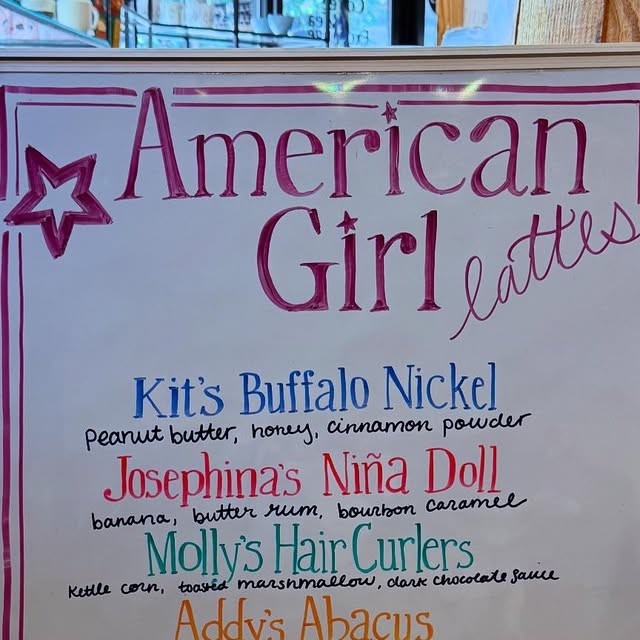 American
Girl
lattes
Kit's Buffalo Nickel
peanut butter, honey, cinnamon powder
Josephina's Niña Doll
banana, butter rum, bourbon caramel
Molly's Hair Curlers
kettle corn, toasted marshmallow, dark chocolate sauce
Addy's Abacus